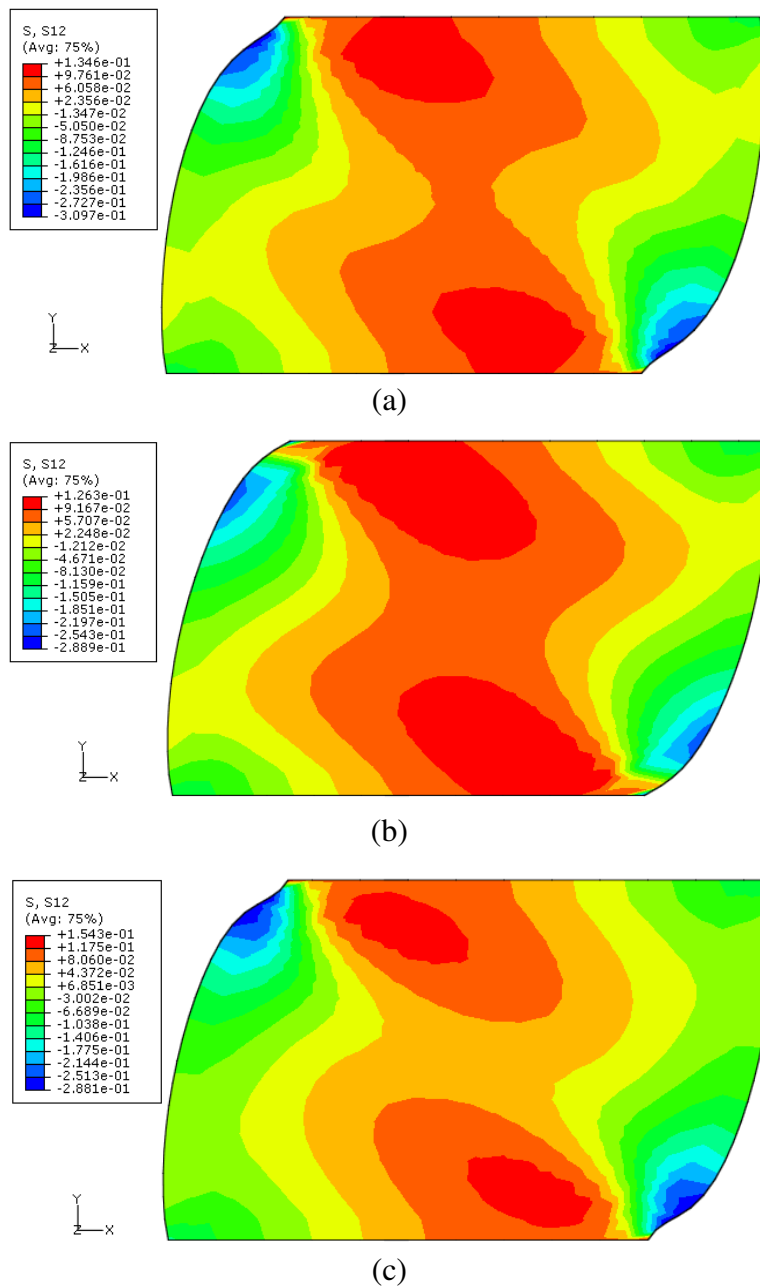 S, S12
(Avg: 75%)
+1.346e-01
+9.761e-02
+6.058e-02
+2.356e-02
-1.347e-02
-5.050e-02
-8.753e-02
-1.246e-01
-1.616e-01
-1.986e-01
-2.356e-01
-2.727e-01
-3.097e-01
Y
Z X
(a)
S, S12
(Avg: 75%)
+1.263e-01
+9.167e-02
+5.707e-02
+2.248e-02
-1.212e-02
-4.671e-02
-8.130e-02
-1.159e-01
-1.505e-01
-1.851e-01
-2.197e-01
-2.543e-01
-2.889e-01
Y
Z X
(b)
S, S12
(Avg: 75%)
+1.543e-01
+1.175e-01
+8.060e-02
+4.372e-02
+6.851e-03
-3.002e-02
-6.689e-02
-1.038e-01
-1.406e-01
-1.775e-01
-2.144e-01
-2.513e-01
-2.881e-01
Y
Z X
(c)